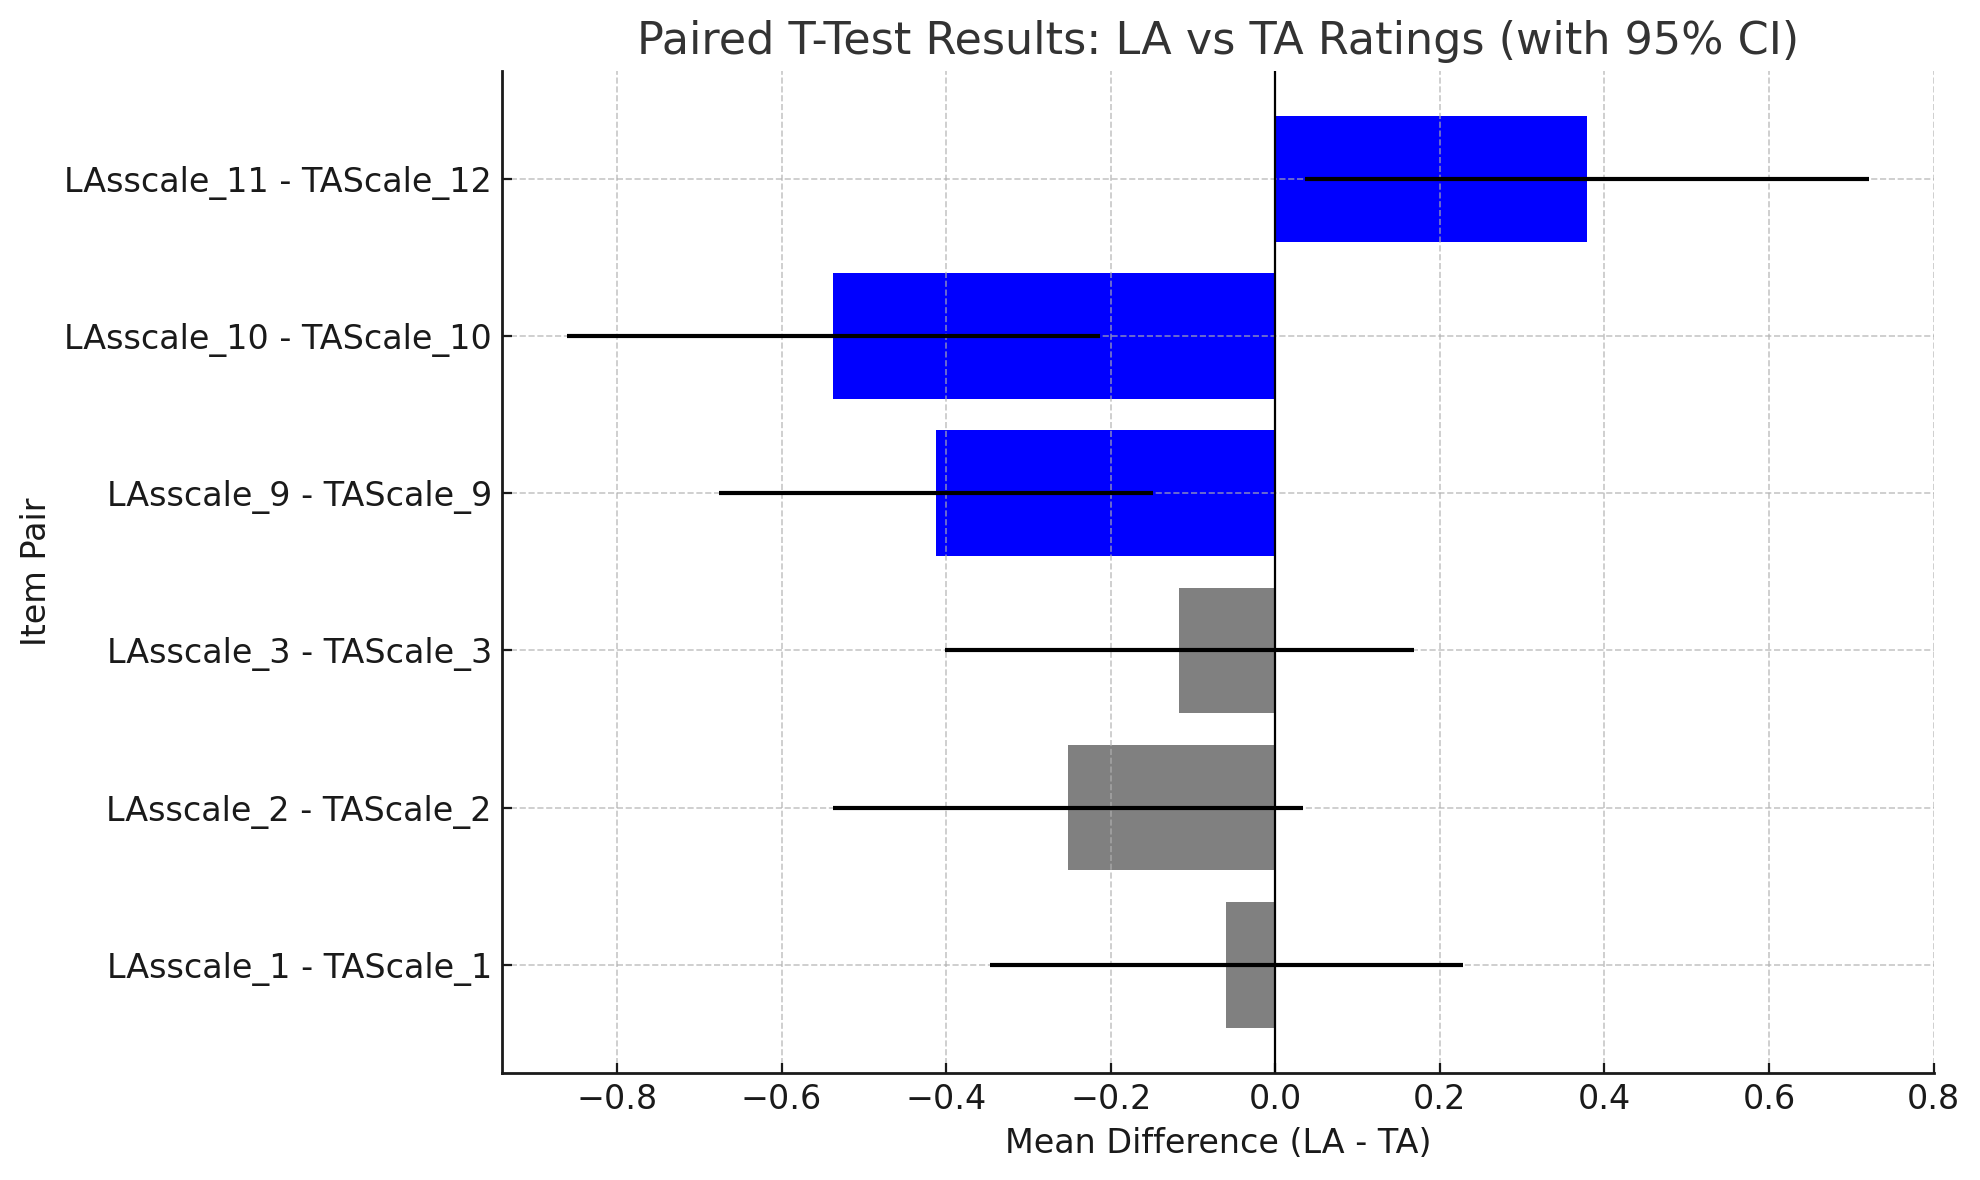 Paired T-Test Results: LA vs TA Ratings (with 95% CI)
LAsscale_11 - TAScale_12
LAsscale_10 - TAScale_10
LAsscale_9 - TAScale_9
LAsscale_3 - TAScale_3
LAsscale_2 - TAScale_2
LAsscale_1 - TAScale_1
Item Pair
−0.8 −0.6 −0.4 −0.2 0.0 0.2 0.4 0.6 0.8
Mean Difference (LA - TA)